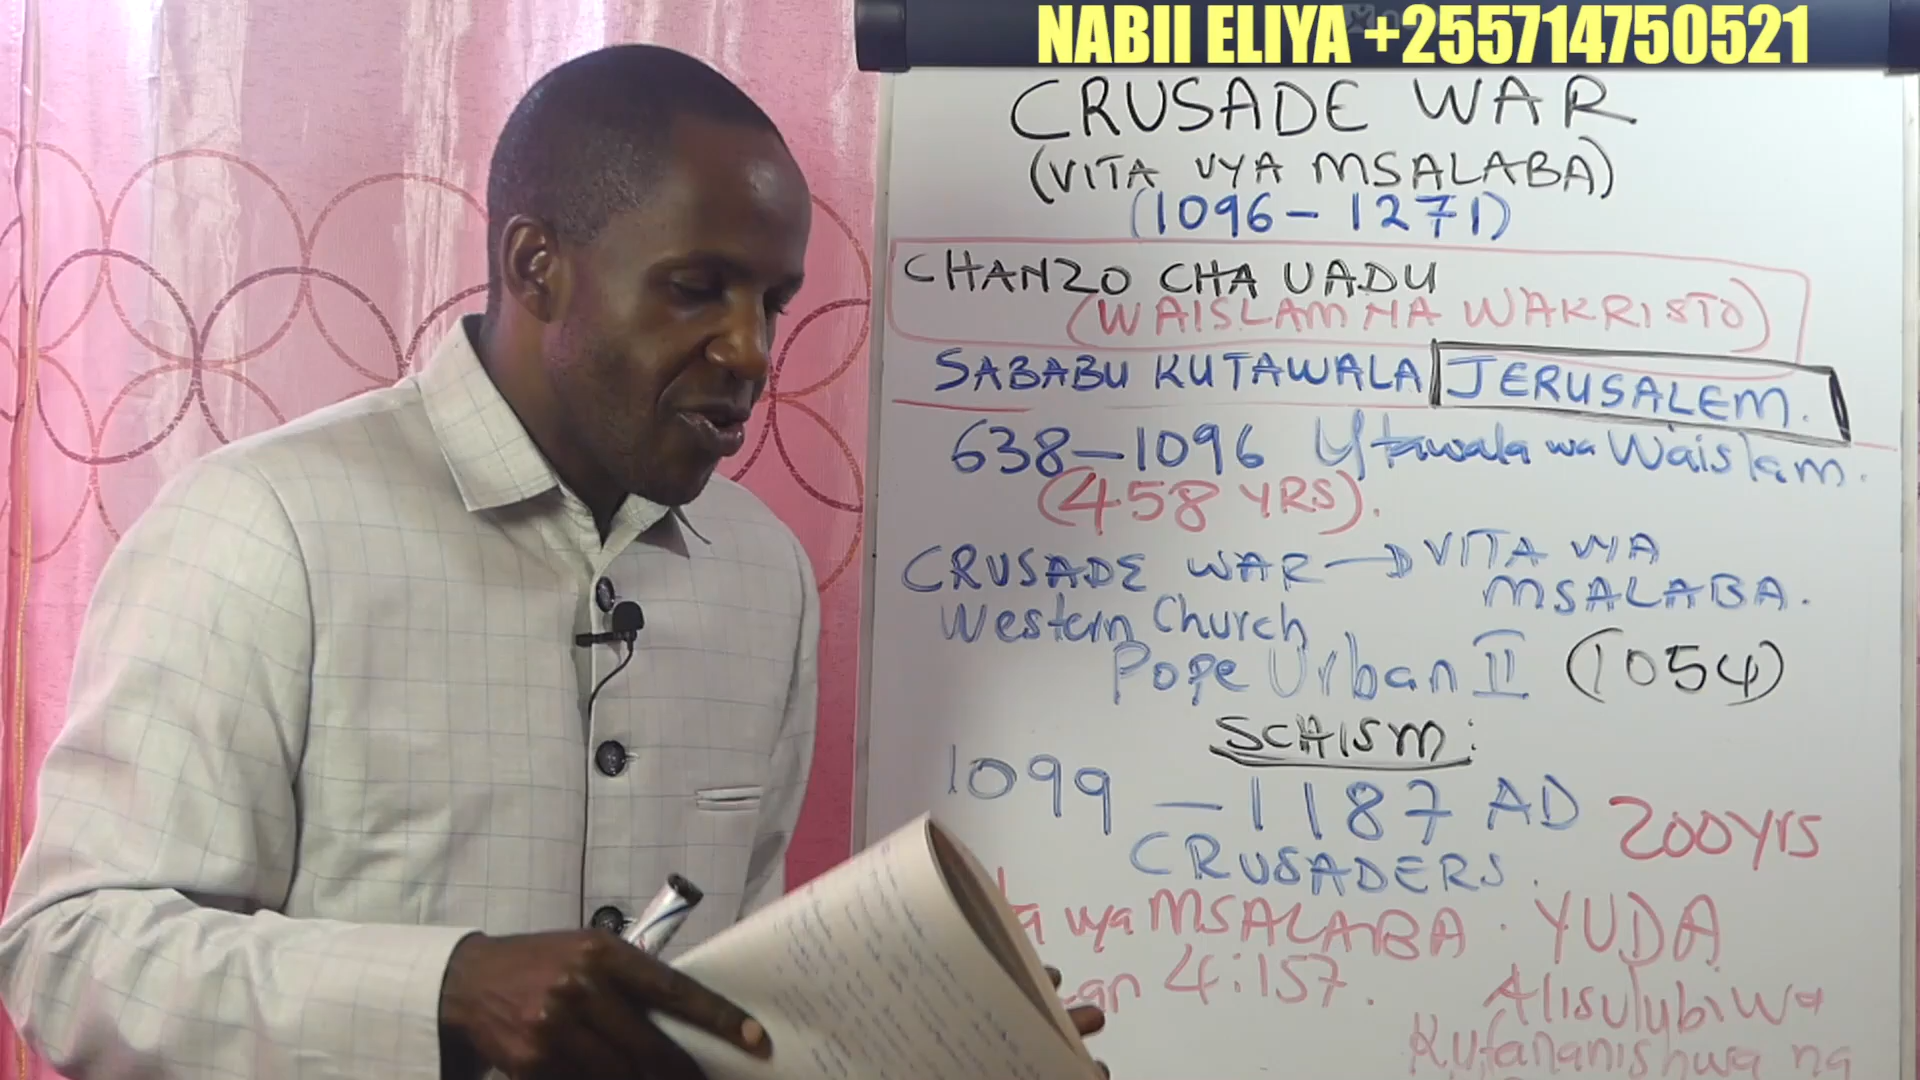 NABII ELIYA +255714750521
CRUSADE WAR
(VITA VYA MSALABA)
(1096 - 1271)
CHANZO CHA UADU
(WAISLAM NA WAKRISTO)
SABABU KUTAWALA JERUSALEM.
638-1096 Utawala wa Waislam.
(458 YRS).
CRUSADE WAR → VITA VYA
MSALABA.
Western Church
Pope Urban II (1054)
SCHISM:
1099 - 1187 AD 200 yrs
CRUSADERS.
vya MSALABA. YUDA
4:157. Alisulubiwa
Kufananishwa na